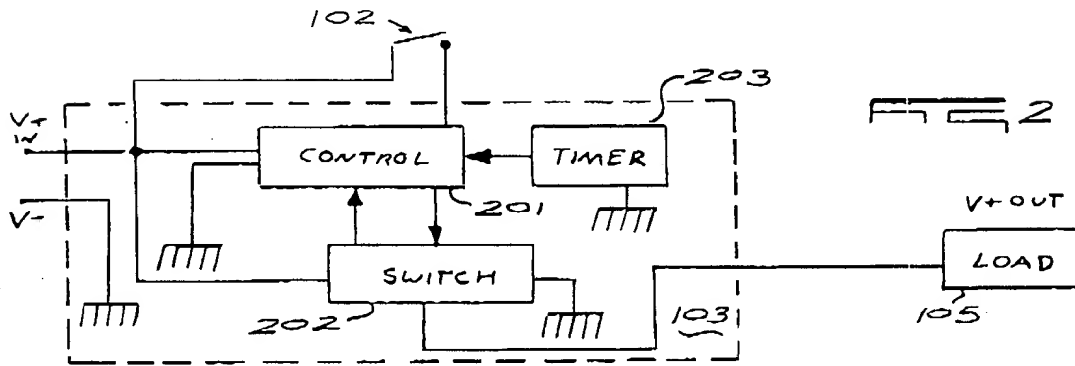 102
203
V+
IN
CONTROL
TIMER
2
V-
201
V+ OUT
SWITCH
LOAD
202
103
105